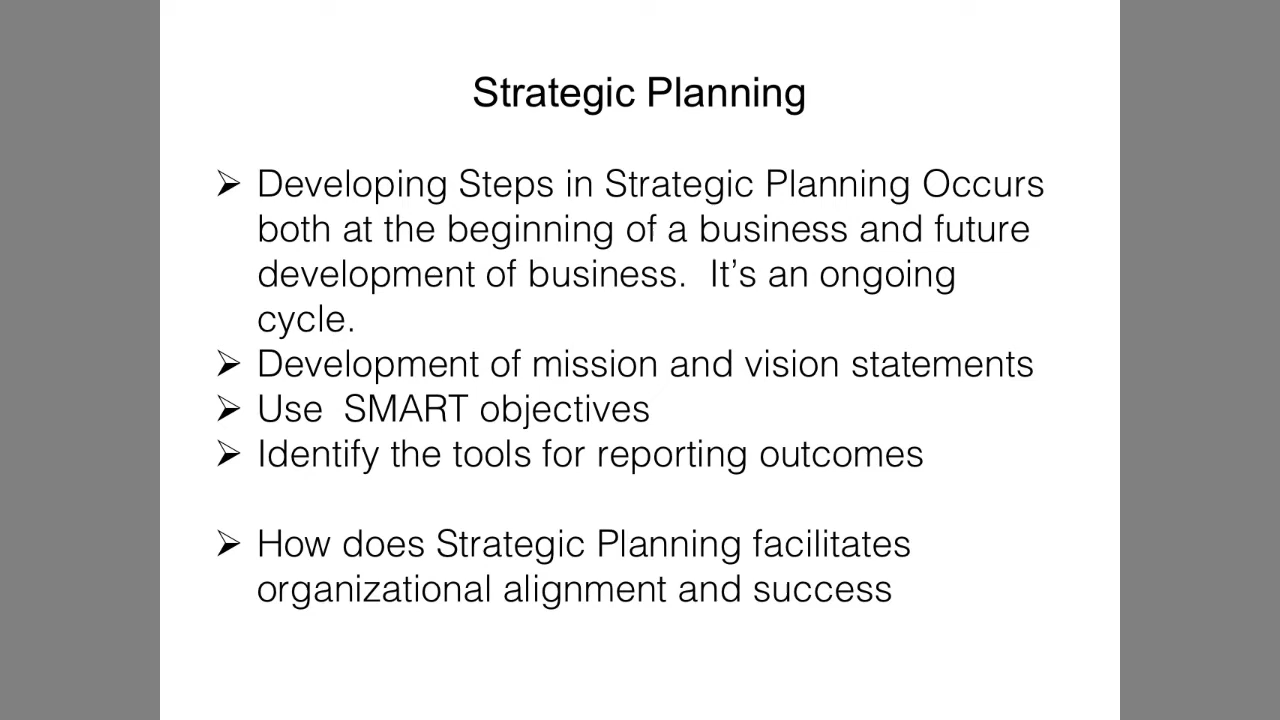 Strategic Planning
➢ Developing Steps in Strategic Planning Occurs
both at the beginning of a business and future
development of business.  It’s an ongoing
cycle.
➢ Development of mission and vision statements
➢ Use  SMART objectives
➢ Identify the tools for reporting outcomes
➢ How does Strategic Planning facilitates
organizational alignment and success